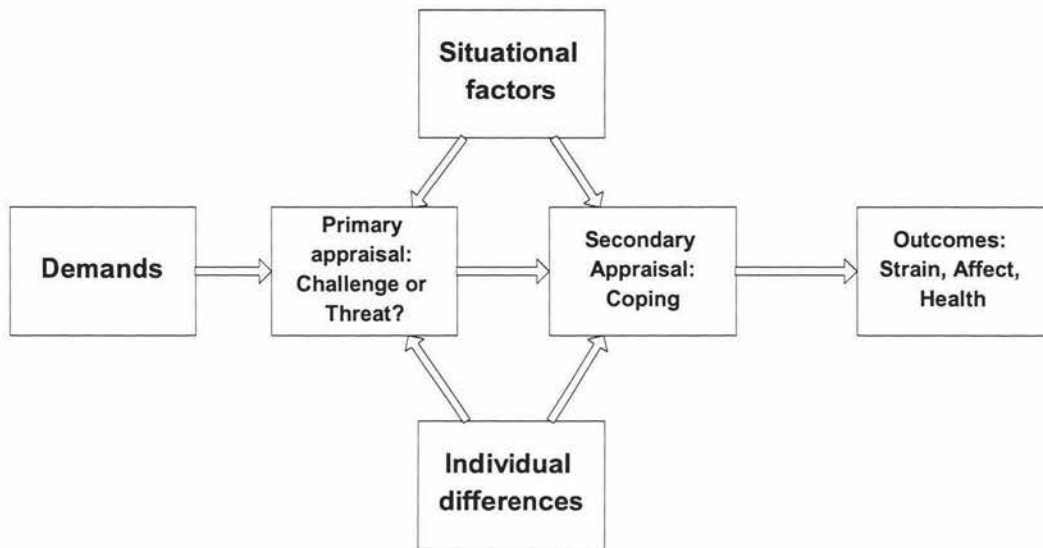 Situational
factors
Demands
Primary
appraisal:
Challenge or
Threat?
Secondary
Appraisal:
Coping
Outcomes:
Strain, Affect,
Health
Individual
differences